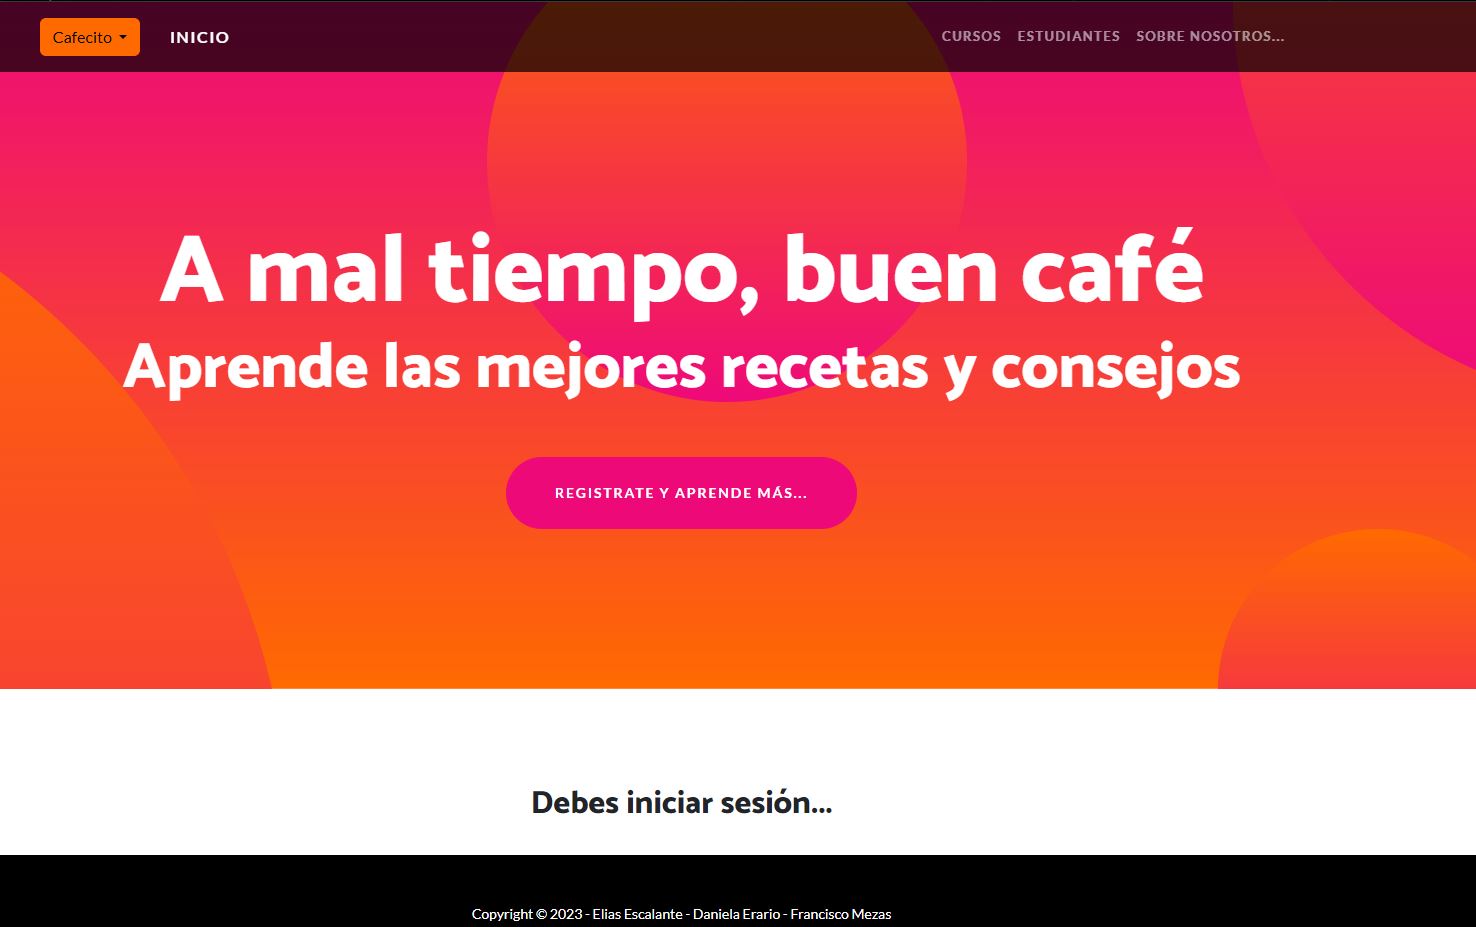 Cafecito
INICIO
CURSOS
ESTUDIANTES
SOBRE NOSOTROS...
A mal tiempo, buen café
Aprende las mejores recetas y consejos
REGISTRATE Y APRENDE MÁS...
Debes iniciar sesión...
Copyright © 2023 - Elias Escalante - Daniela Erario - Francisco Mezas